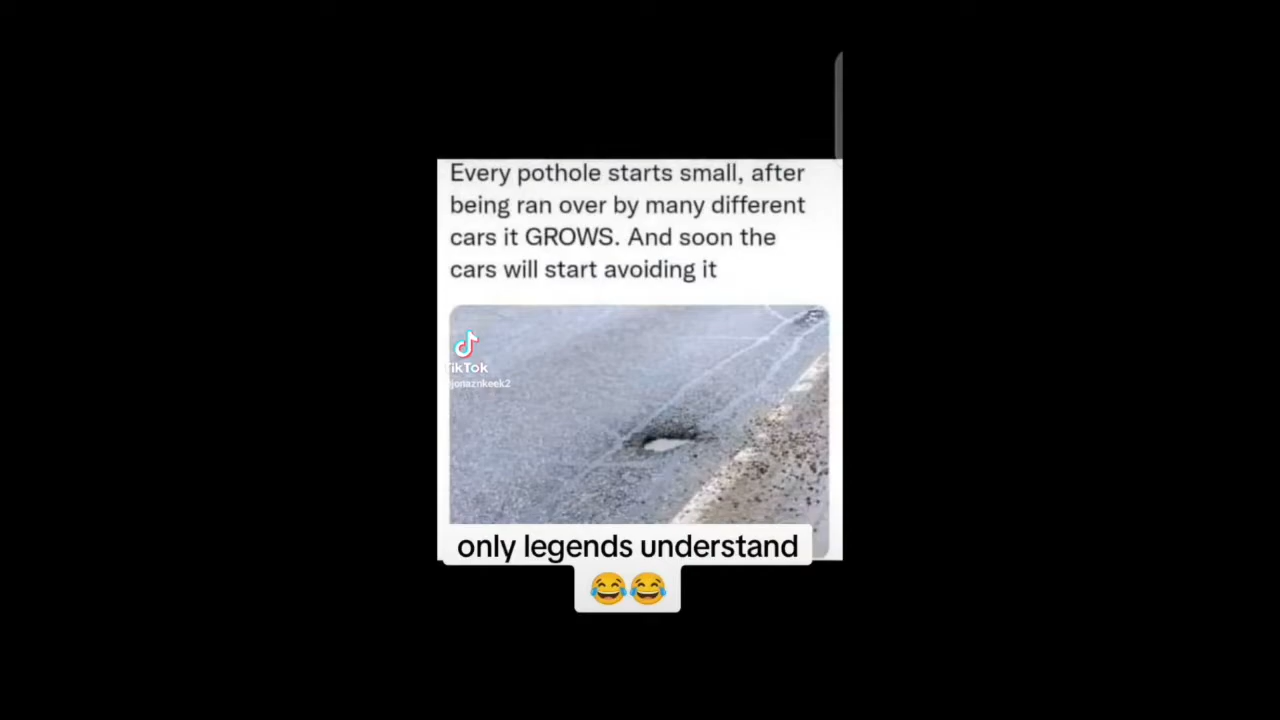 Every pothole starts small, after
being ran over by many different
cars it GROWS. And soon the
cars will start avoiding it
TikTok
jonaznkeek2
only legends understand
😂😂